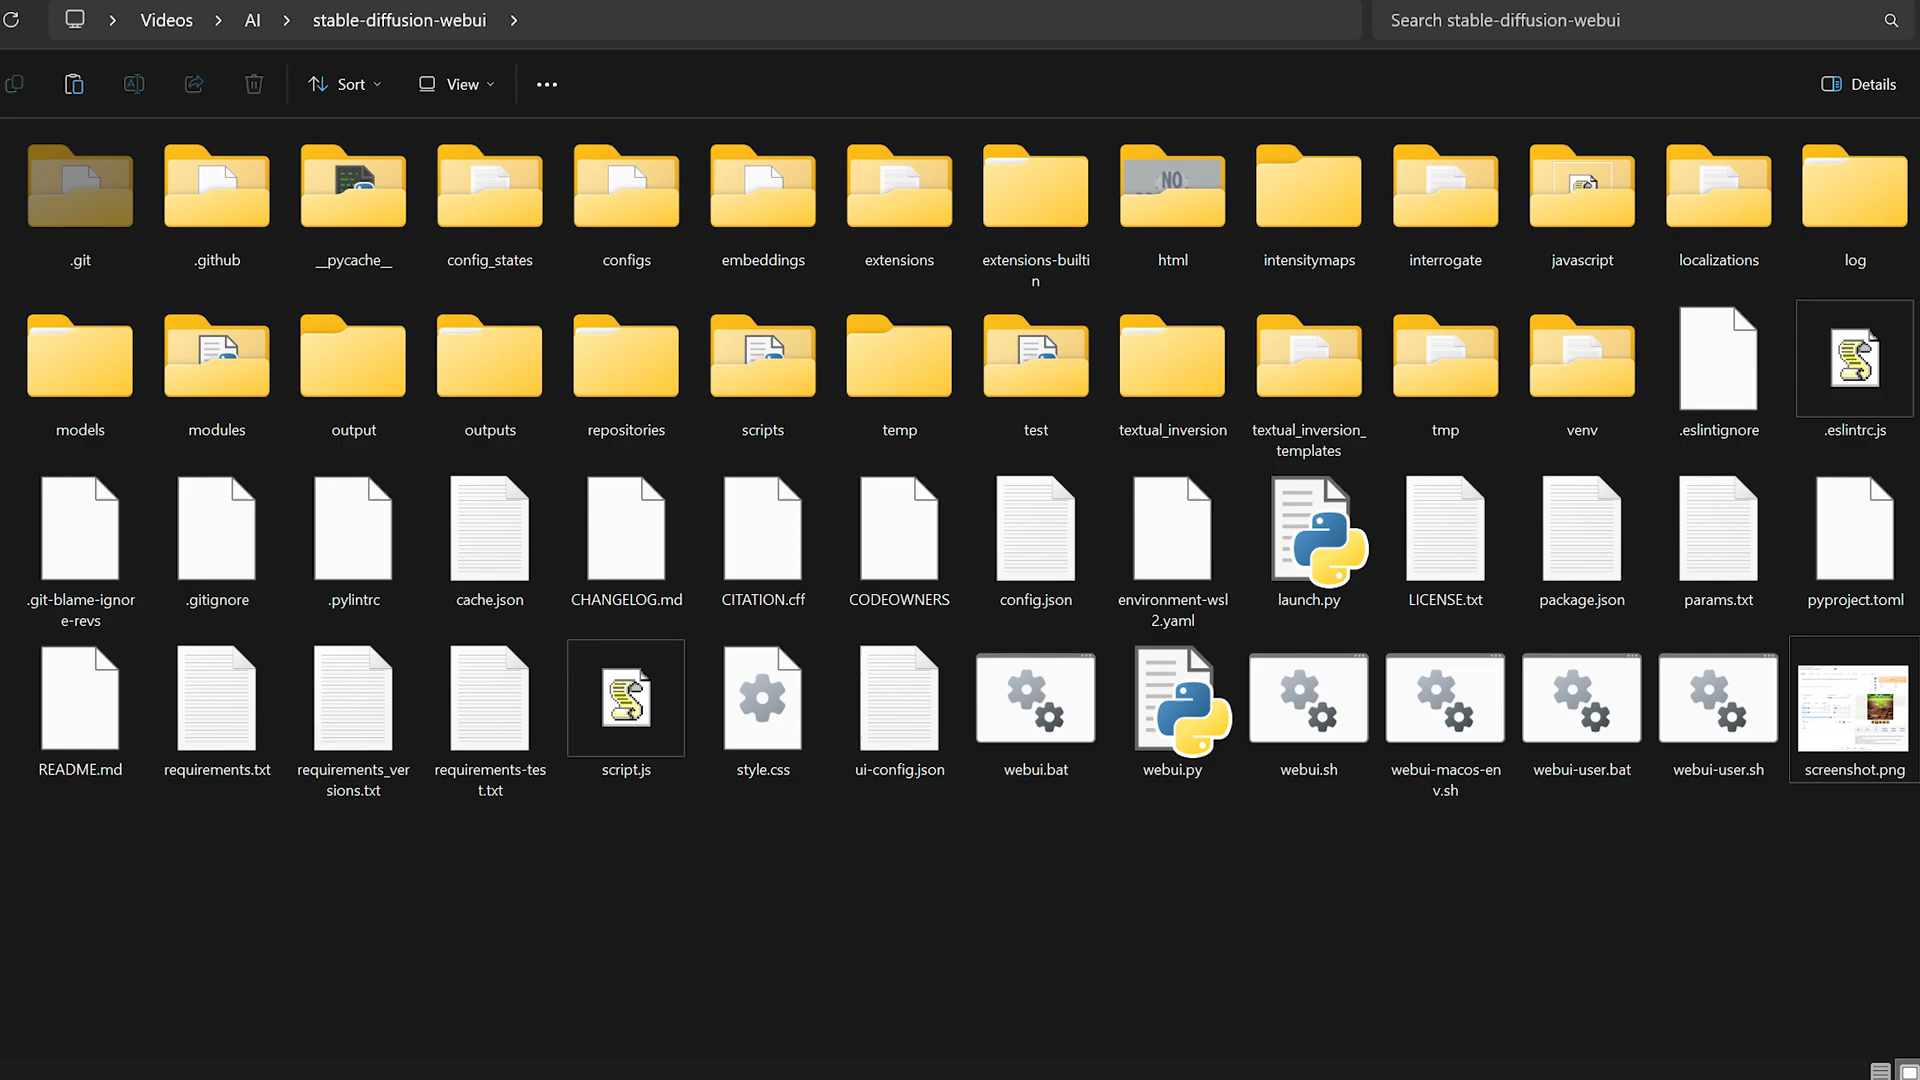 Videos AI stable-diffusion-webui
Search stable-diffusion-webui
Sort View Details
.git .github __pycache__ config_states configs embeddings extensions extensions-builti html intensitymaps interrogate javascript localizations log
n
NO
models modules output outputs repositories scripts temp test textual_inversion textual_inversion_ tmp venv .eslintignore .eslintrc.js
templates
.git-blame-ignor .gitignore .pylintrc cache.json CHANGELOG.md CITATION.cff CODEOWNERS config.json environment-wsl launch.py LICENSE.txt package.json params.txt pyproject.toml
e-revs 2.yaml
README.md requirements.txt requirements_ver requirements-tes script.js style.css ui-config.json webui.bat webui.py webui.sh webui-macos-en webui-user.bat webui-user.sh screenshot.png
sions.txt t.txt v.sh